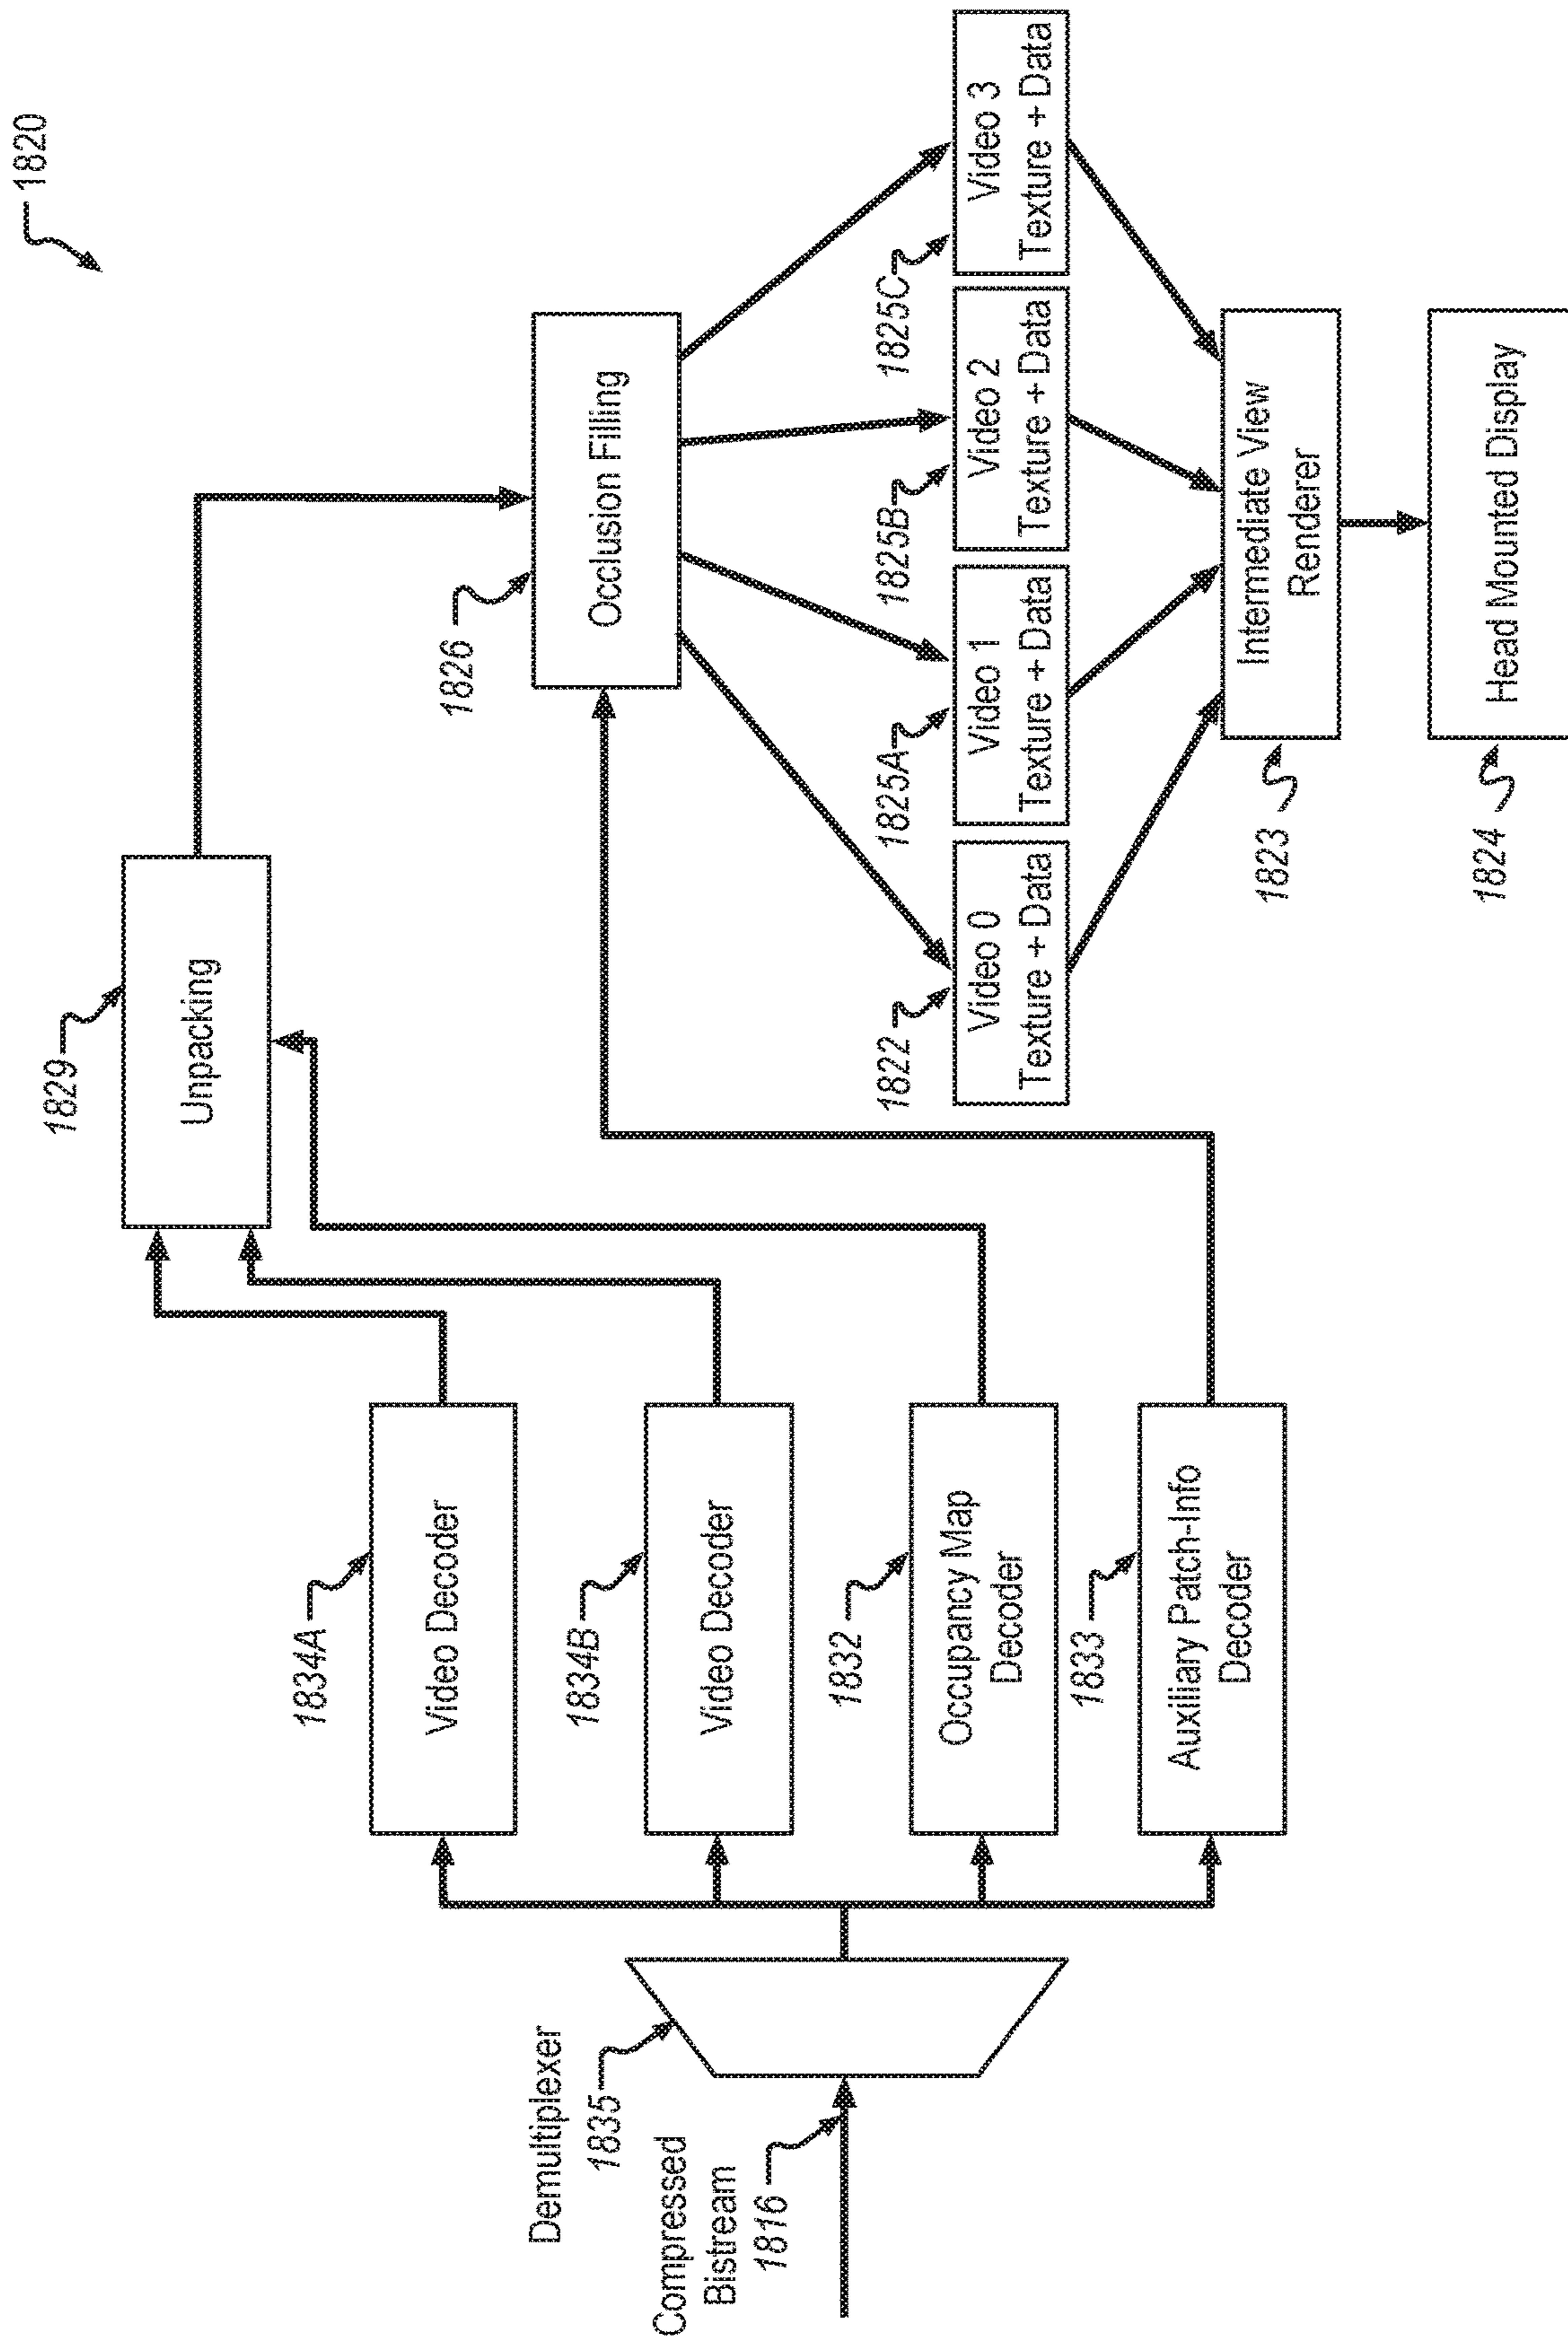 1820
1829
Unpacking
1834A
Video Decoder
1834B
Video Decoder
1832
Occupancy Map
Decoder
1833
Auxiliary Patch-Info
Decoder
Demultiplexer
1835
Compressed
Bistream
1816
1826
Occlusion Filling
1822
Video 0
Texture + Data
1825A
Video 1
Texture + Data
1825B
Video 2
Texture + Data
1825C
Video 3
Texture + Data
1823
Intermediate View
Renderer
1824
Head Mounted Display